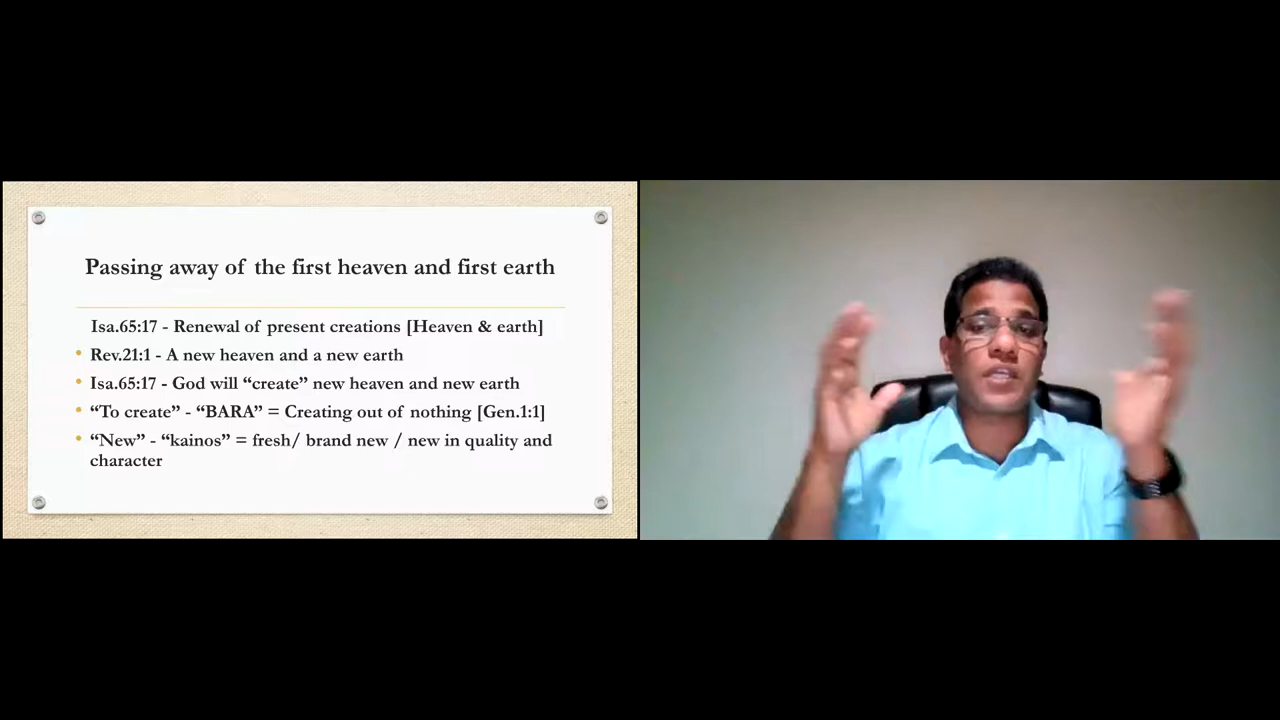 Passing away of the first heaven and first earth
Isa.65:17 - Renewal of present creations [Heaven & earth]
• Rev.21:1 - A new heaven and a new earth
• Isa.65:17 - God will “create” new heaven and new earth
• “To create” - “BARA” = Creating out of nothing [Gen.1:1]
• “New” - “kainos” = fresh/ brand new / new in quality and
character